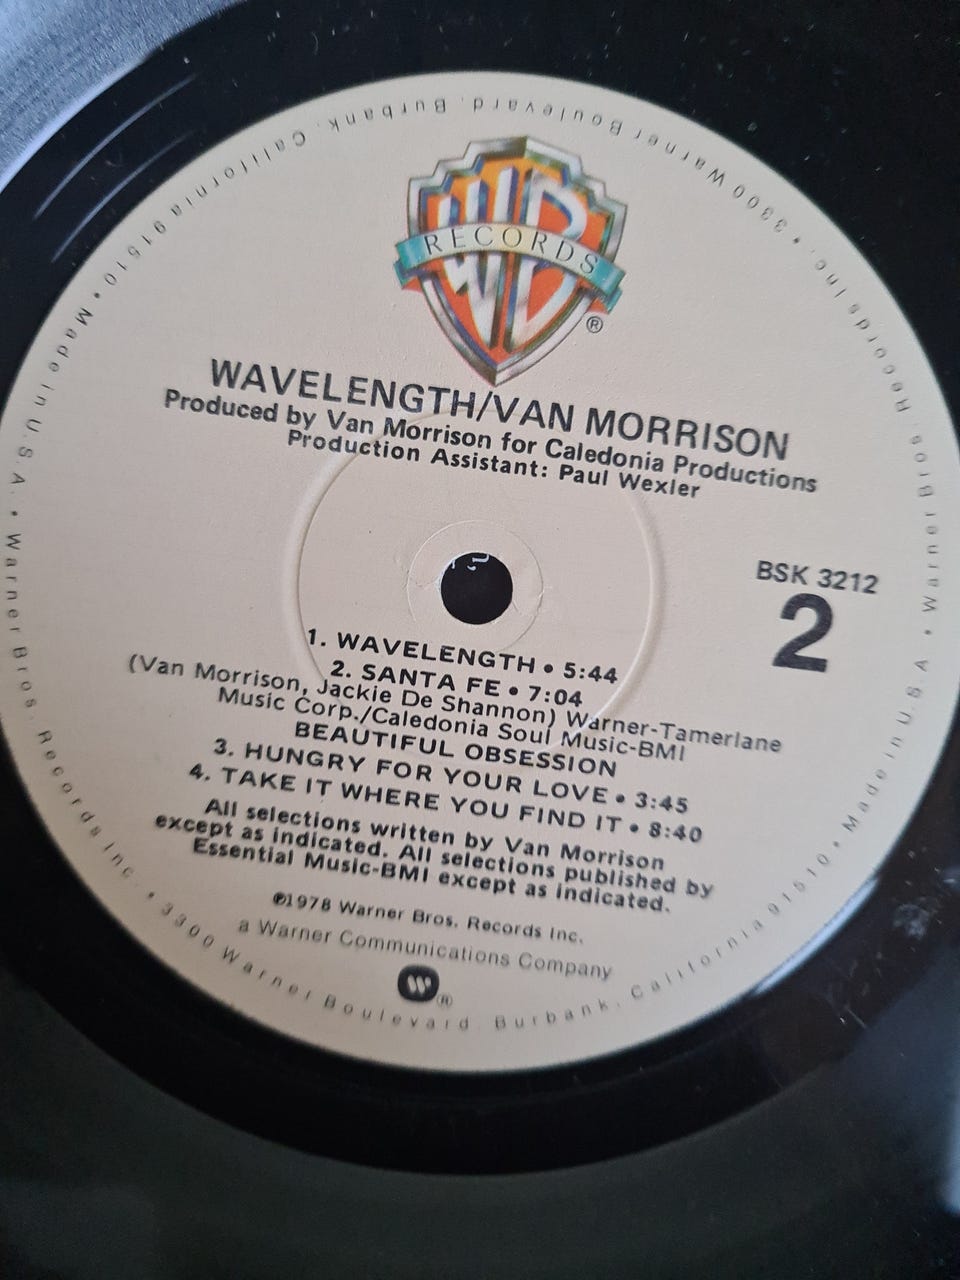 WB
RECORDS
®
WAVELENGTH/VAN MORRISON
Produced by Van Morrison for Caledonia Productions
Production Assistant: Paul Wexler
BSK 3212
2
1. WAVELENGTH • 5:44
2. SANTA FE • 7:04
(Van Morrison, Jackie De Shannon) Warner-Tamerlane
Music Corp./Caledonia Soul Music-BMI
BEAUTIFUL OBSESSION
3. HUNGRY FOR YOUR LOVE • 3:45
4. TAKE IT WHERE YOU FIND IT • 8:40
All selections written by Van Morrison
except as indicated. All selections published by
Essential Music-BMI except as indicated.
℗1978 Warner Bros. Records Inc.
a Warner Communications Company
W®
Warner Bros. Records Inc. • 3300 Warner Boulevard. Burbank. California 91510 • Made in U.S.A. •
Warner Bros. Records Inc. • 3300 Warner Boulevard. Burbank. California 91510 • Made in U.S.A. •